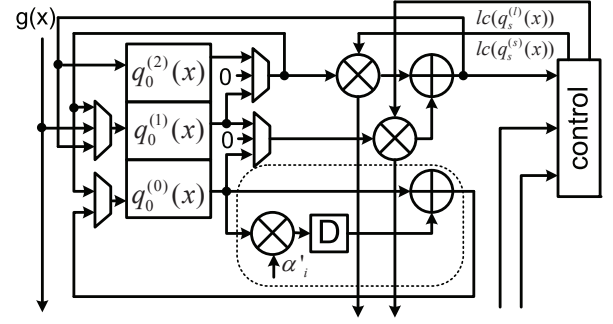 g(x)
lc(q_s^{(l)}(x))
lc(q_s^{(s)}(x))
q_0^{(2)}(x)
0
q_0^{(1)}(x)
0
q_0^{(0)}(x)
D
α'_i
control